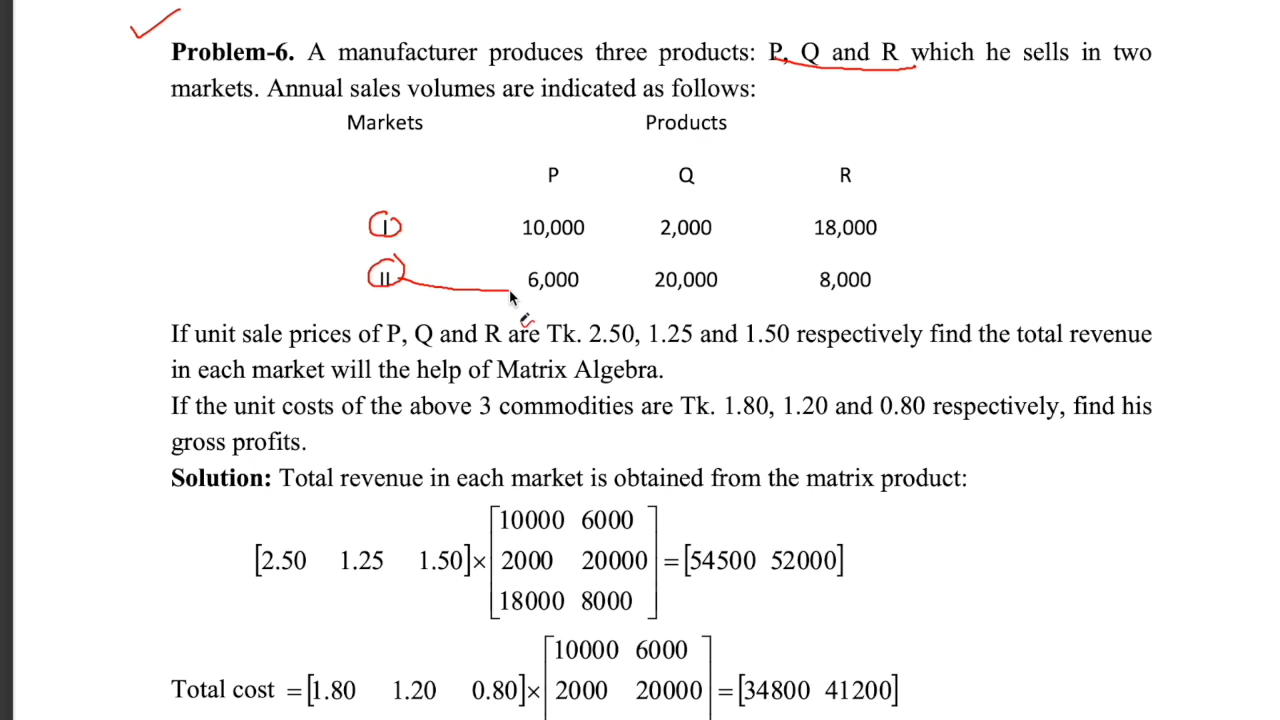 Problem-6. A manufacturer produces three products: P, Q and R which he sells in two
markets. Annual sales volumes are indicated as follows:
Markets Products
P Q R
I 10,000 2,000 18,000
II 6,000 20,000 8,000
If unit sale prices of P, Q and R are Tk. 2.50, 1.25 and 1.50 respectively find the total revenue
in each market will the help of Matrix Algebra.
If the unit costs of the above 3 commodities are Tk. 1.80, 1.20 and 0.80 respectively, find his
gross profits.
Solution: Total revenue in each market is obtained from the matrix product:
10000 6000
[2.50 1.25 1.50]× 2000 20000 =[54500 52000]
18000 8000
10000 6000
Total cost =[1.80 1.20 0.80]× 2000 20000 =[34800 41200]